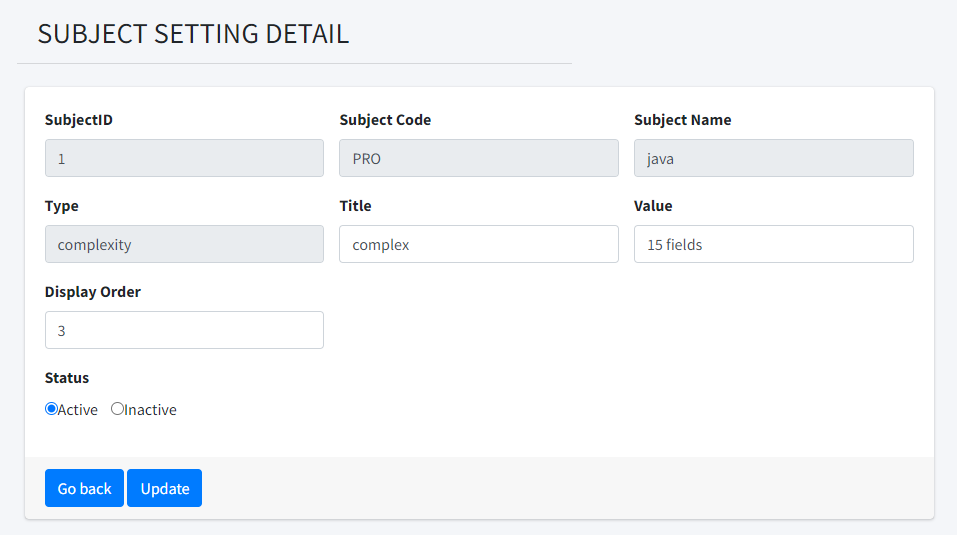 SUBJECT SETTING DETAIL
SubjectID Subject Code Subject Name
1 PRO java
Type Title Value
complexity complex 15 fields
Display Order
3
Status
Active Inactive
Go back Update